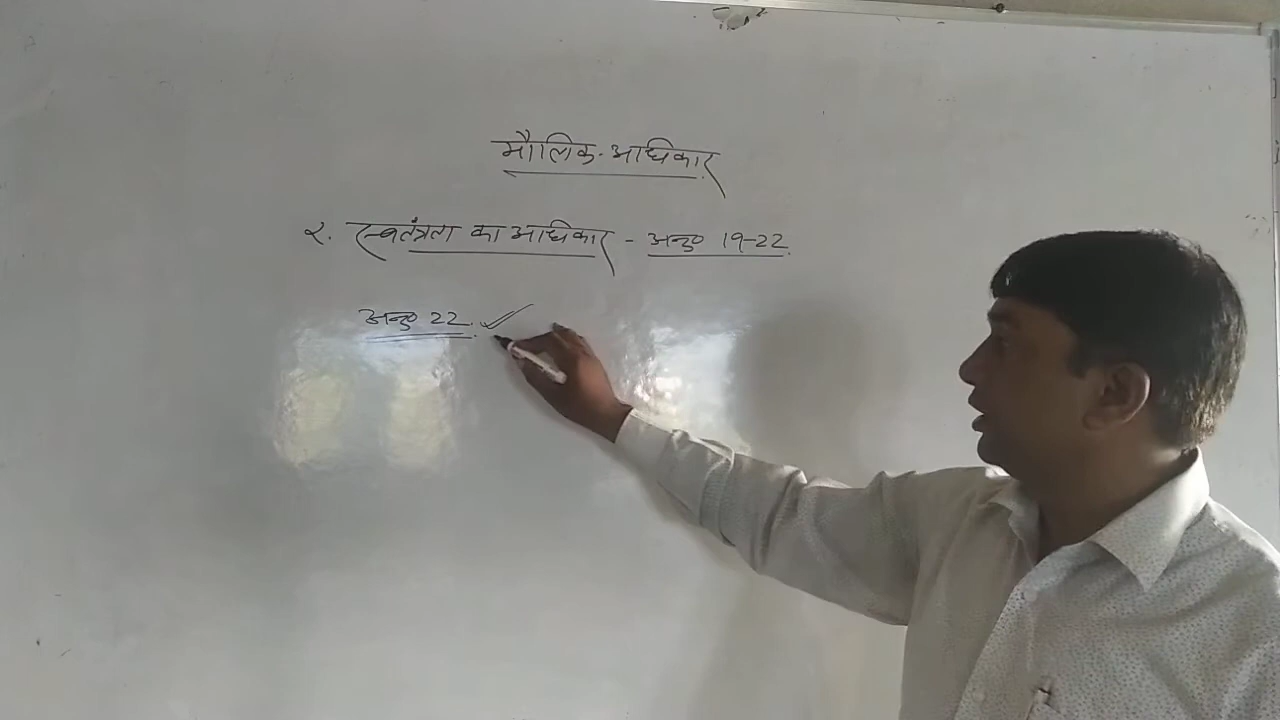 मौलिक-अधिकार
२. स्वतंत्रता का अधिकार - अनु० 19-22.
अनु० 22.